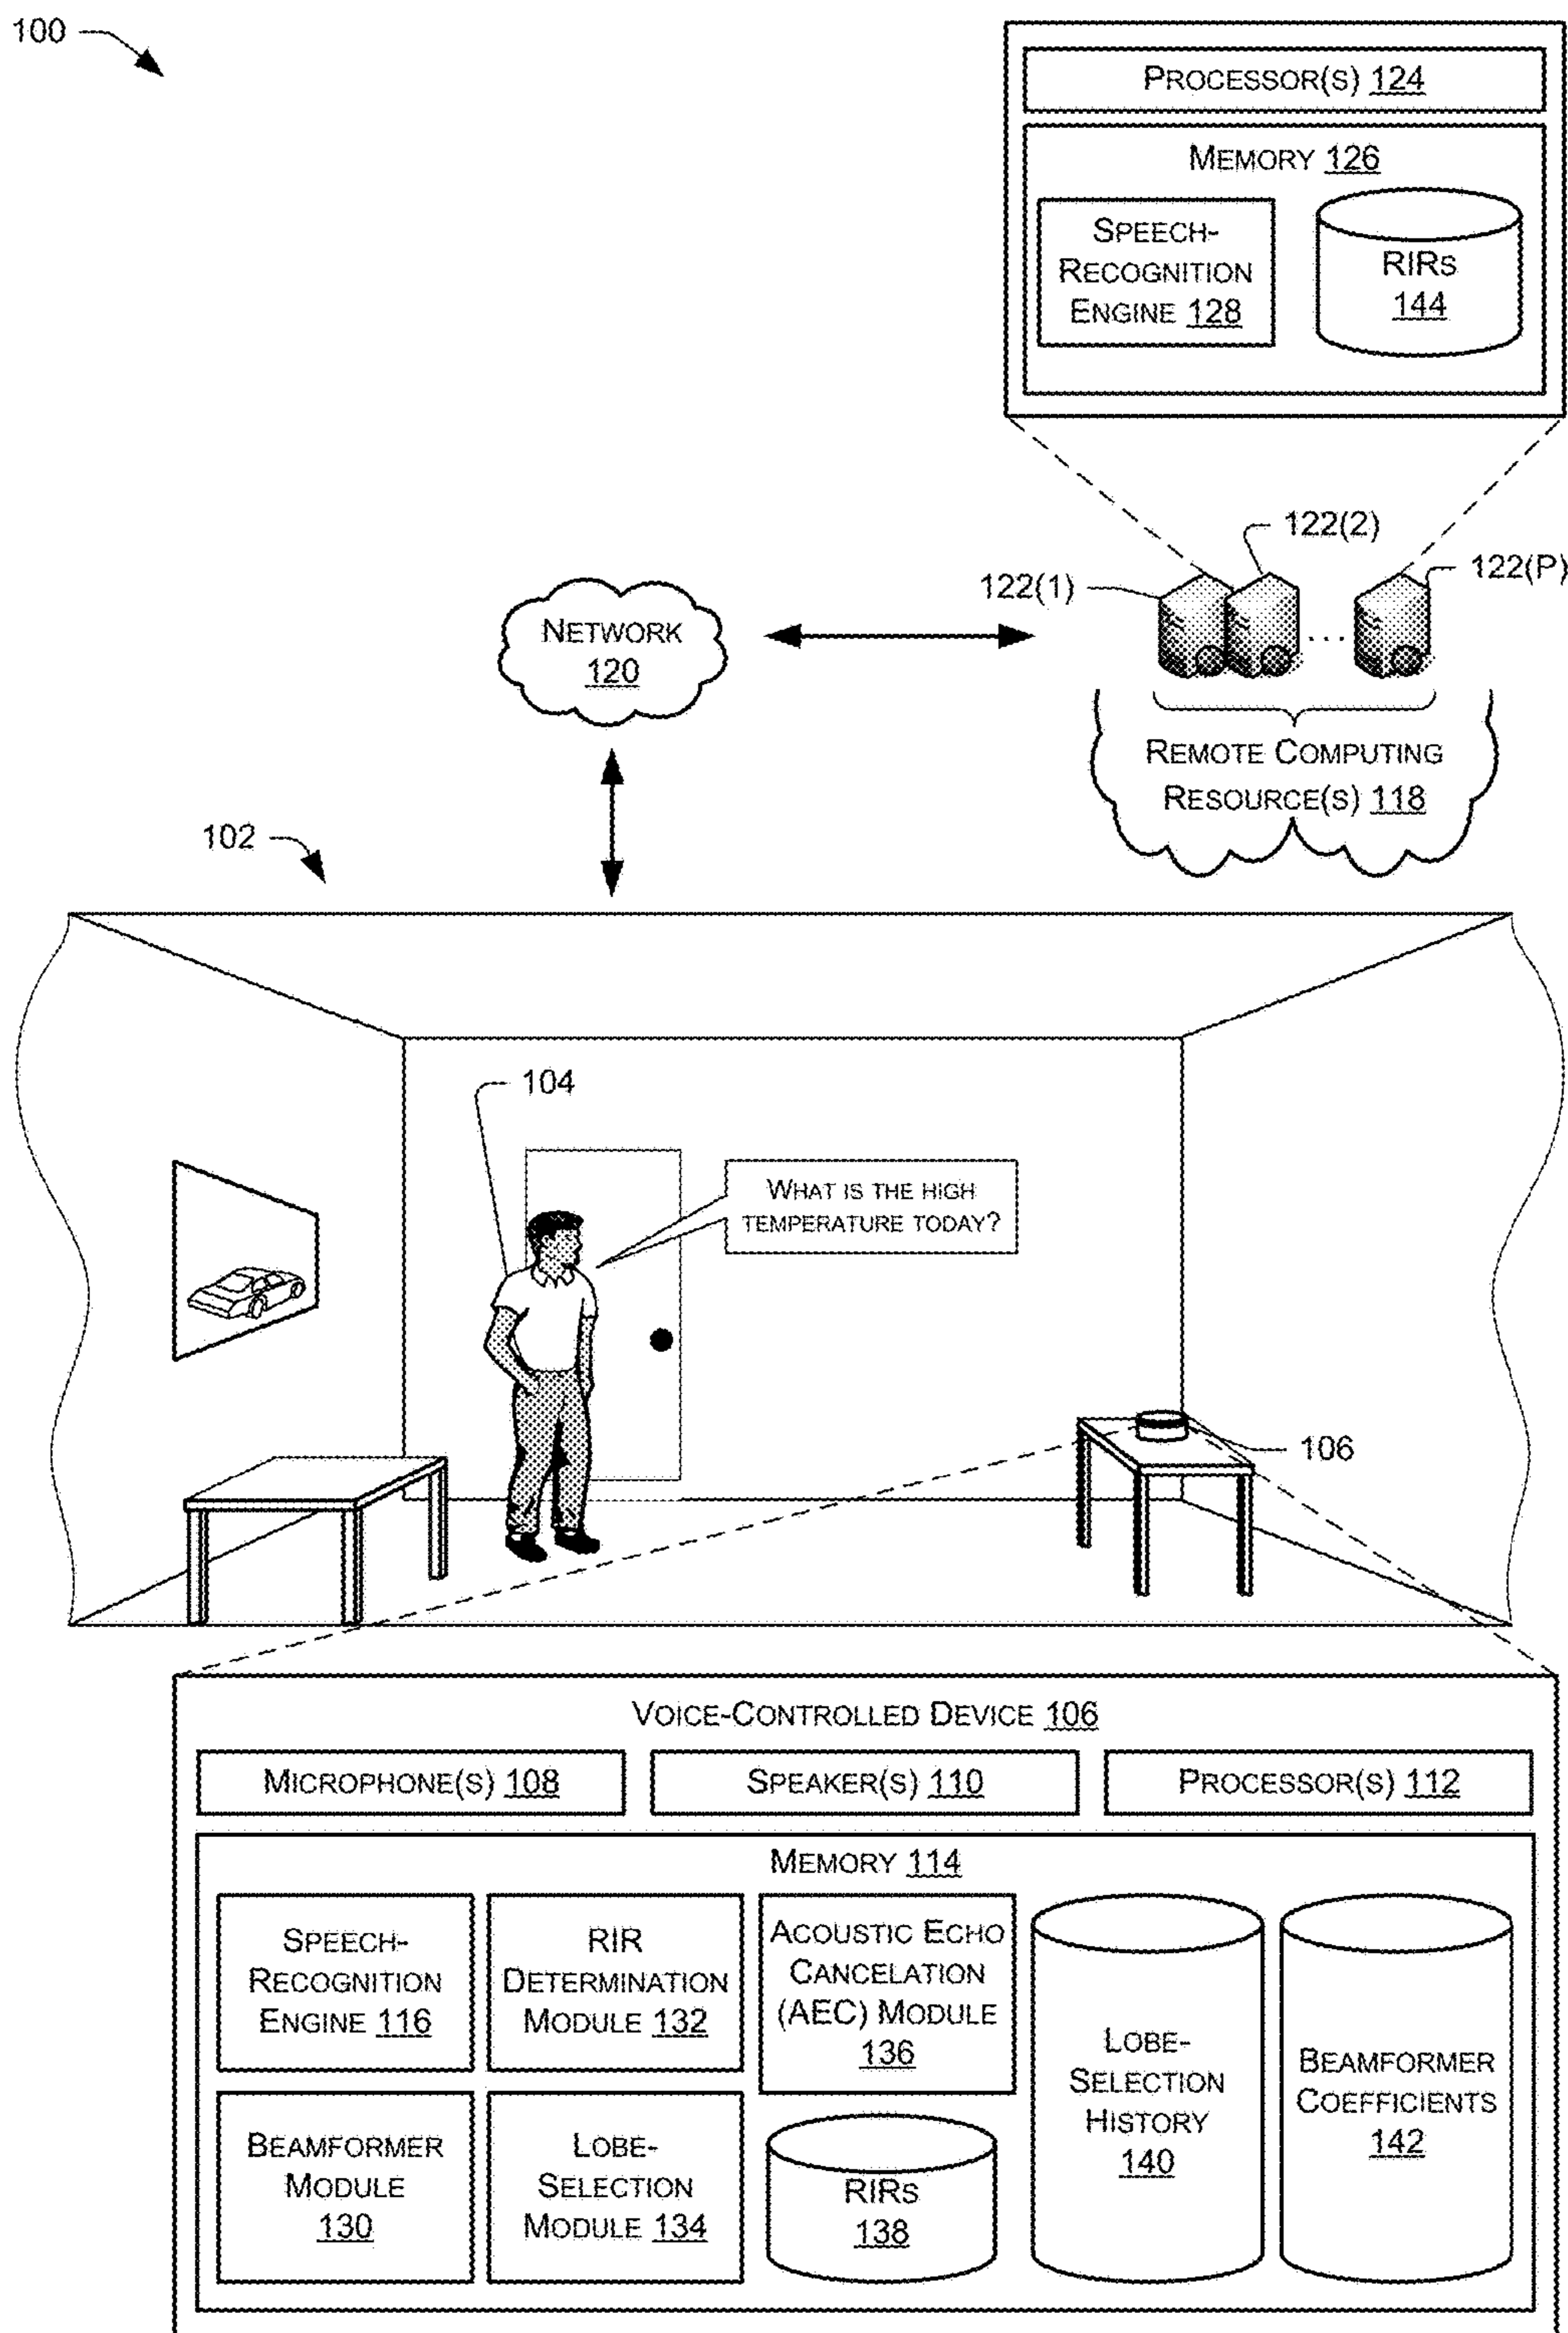 100
PROCESSOR(S) 124
MEMORY 126
SPEECH-
RECOGNITION
ENGINE 128
RIRS
144
122(1)
122(2)
122(P)
...
NETWORK
120
REMOTE COMPUTING
RESOURCE(S) 118
102
104
WHAT IS THE HIGH
TEMPERATURE TODAY?
106
VOICE-CONTROLLED DEVICE 106
MICROPHONE(S) 108
SPEAKER(S) 110
PROCESSOR(S) 112
MEMORY 114
SPEECH-
RECOGNITION
ENGINE 116
RIR
DETERMINATION
MODULE 132
ACOUSTIC ECHO
CANCELATION
(AEC) MODULE
136
LOBE-
SELECTION
HISTORY
140
BEAMFORMER
COEFFICIENTS
142
BEAMFORMER
MODULE
130
LOBE-
SELECTION
MODULE 134
RIRS
138